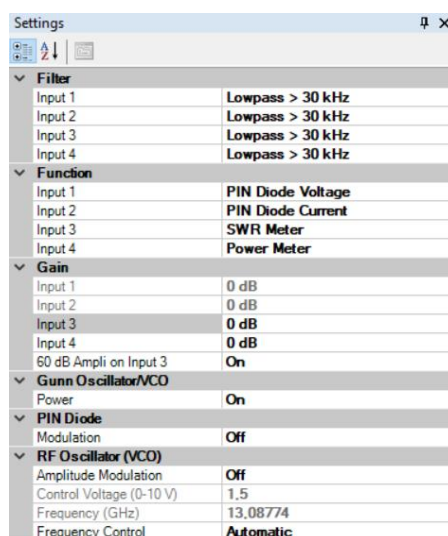 Settings
Filter
Input 1 Lowpass > 30 kHz
Input 2 Lowpass > 30 kHz
Input 3 Lowpass > 30 kHz
Input 4 Lowpass > 30 kHz
Function
Input 1 PIN Diode Voltage
Input 2 PIN Diode Current
Input 3 SWR Meter
Input 4 Power Meter
Gain
Input 1 0 dB
Input 2 0 dB
Input 3 0 dB
Input 4 0 dB
60 dB Ampli on Input 3 On
Gunn Oscillator/VCO
Power On
PIN Diode
Modulation Off
RF Oscillator (VCO)
Amplitude Modulation Off
Control Voltage (0-10 V) 1,5
Frequency (GHz) 13,08774
Frequency Control Automatic